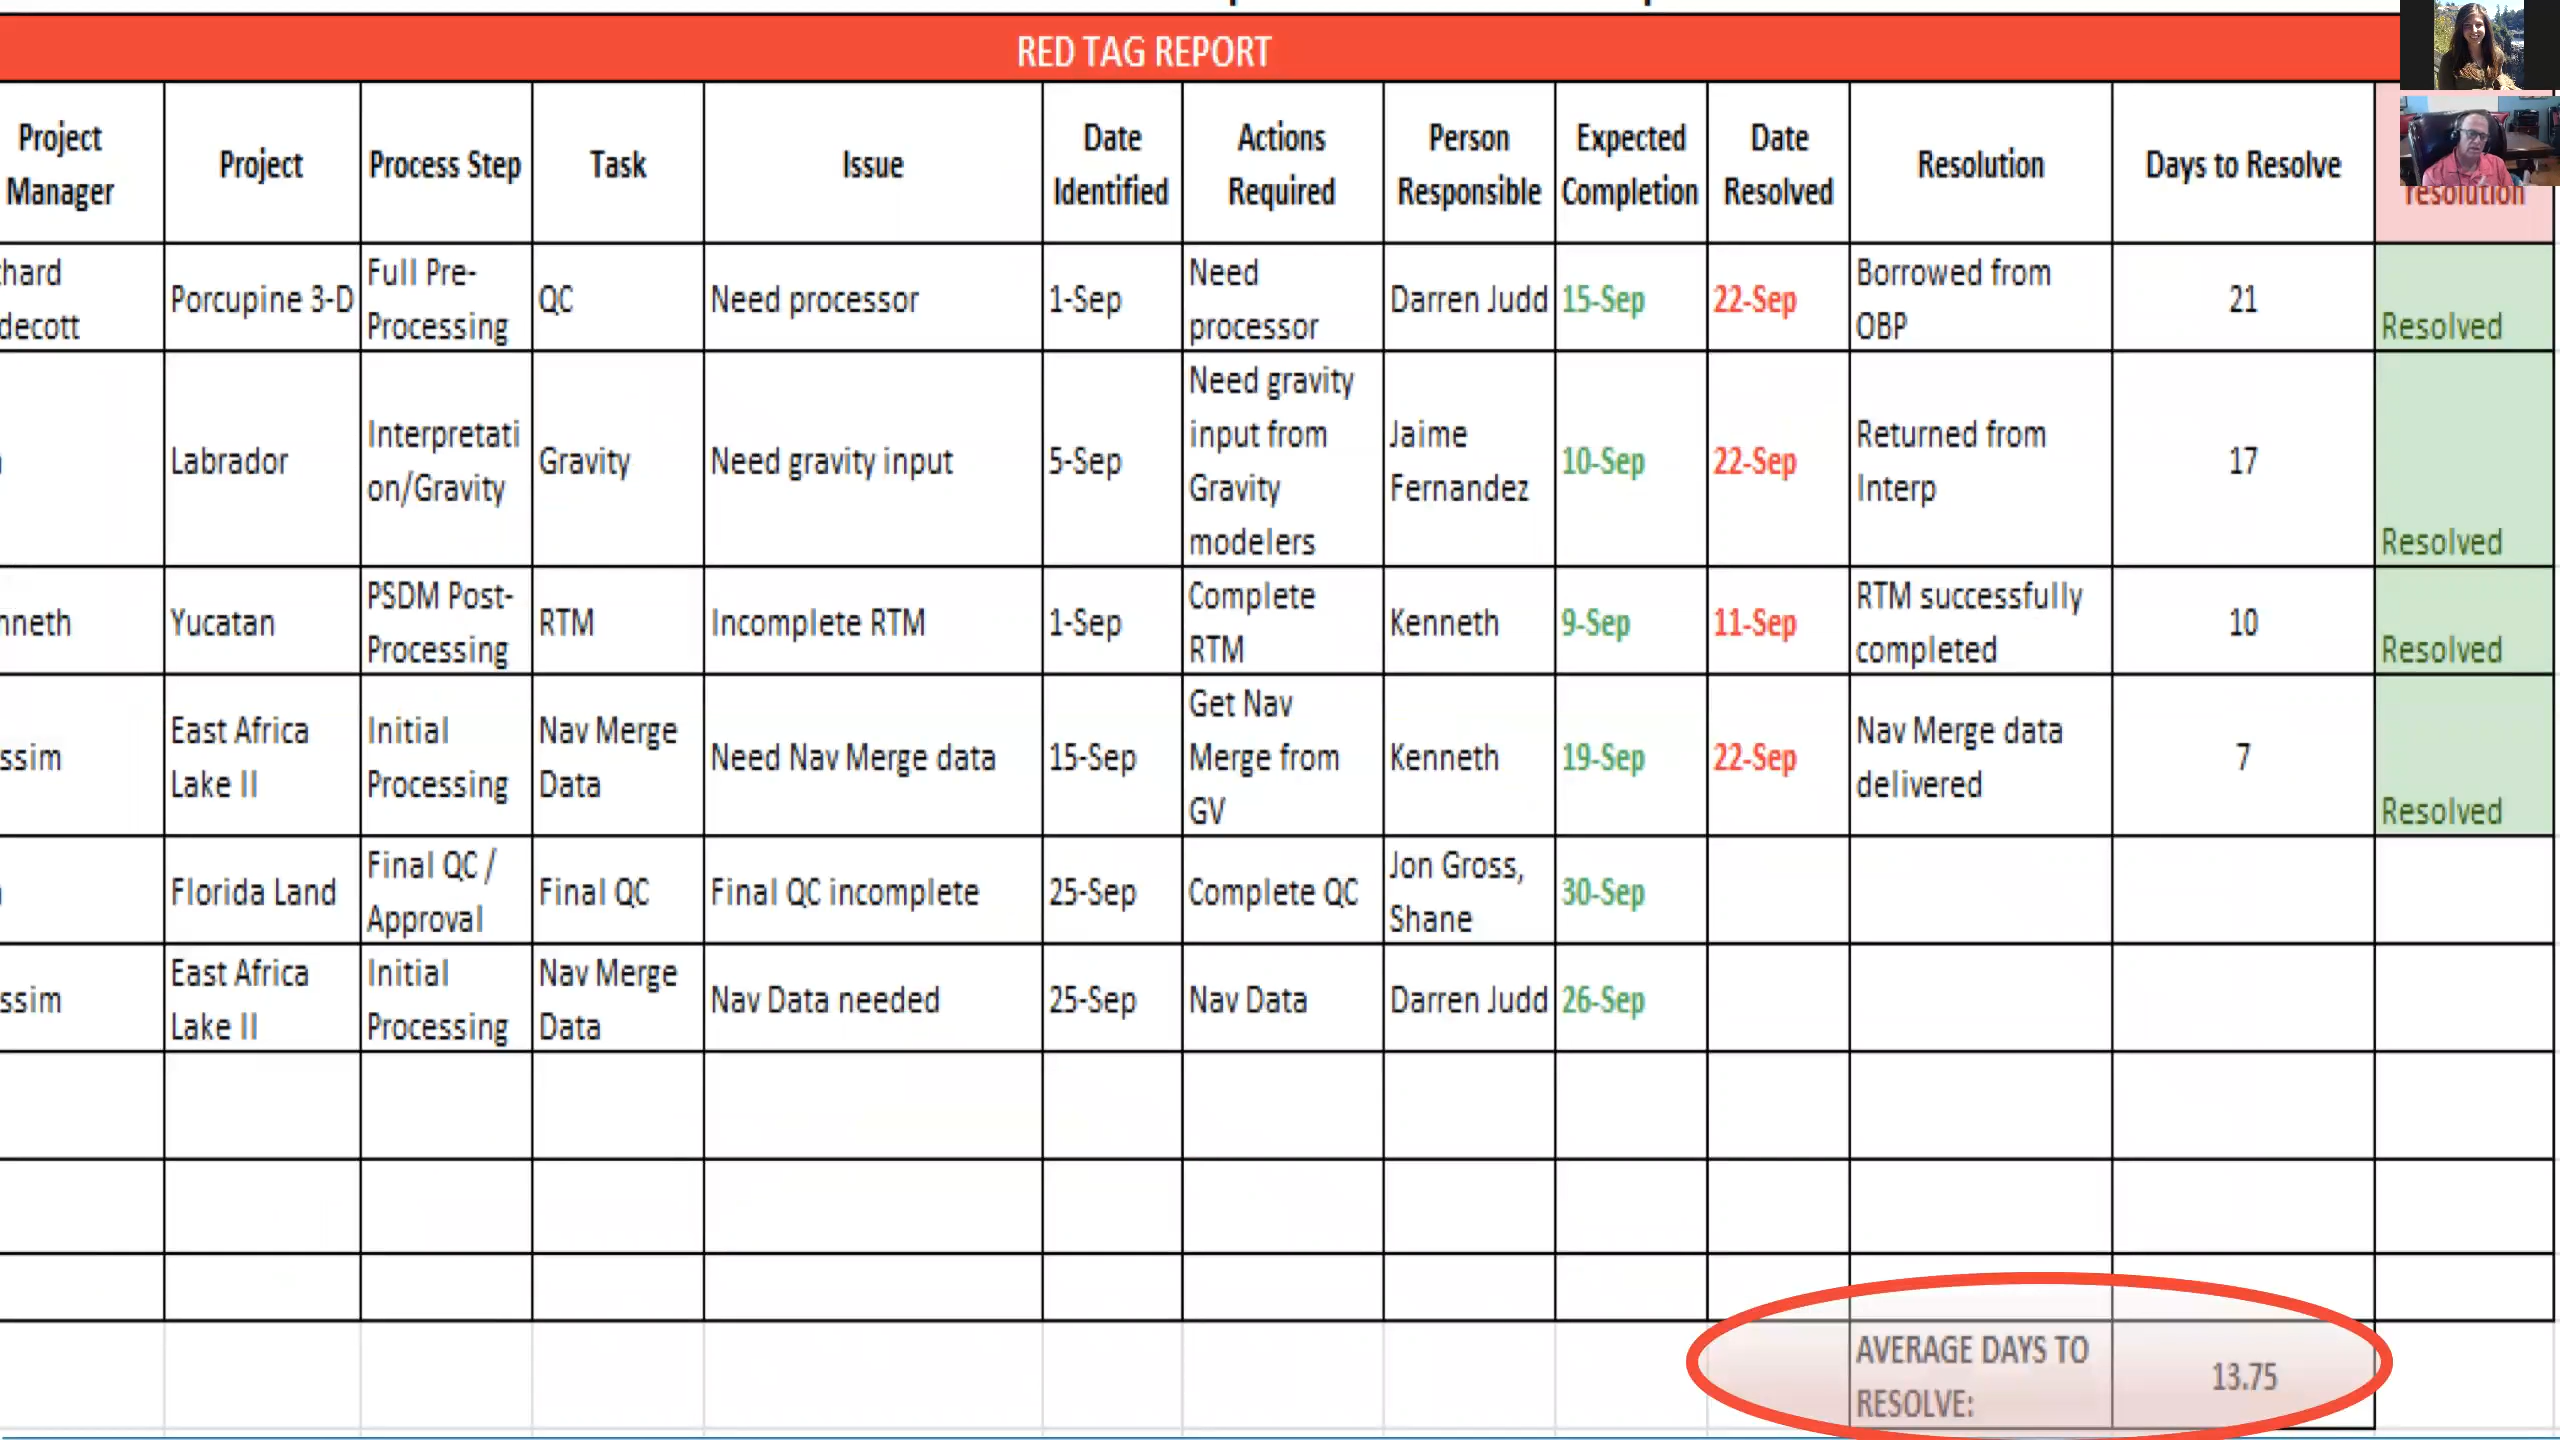 RED TAG REPORT
Project
Manager
Project
Process Step
Task
Issue
Date
Identified
Actions
Required
Person
Responsible
Expected
Completion
Date
Resolved
Resolution
Days to Resolve
resolution
hard
decott
Porcupine 3-D
Full Pre-
Processing
QC
Need processor
1-Sep
Need
processor
Darren Judd
15-Sep
22-Sep
Borrowed from
OBP
21
Resolved
Labrador
Interpretati
on/Gravity
Gravity
Need gravity input
5-Sep
Need gravity
input from
Gravity
modelers
Jaime
Fernandez
10-Sep
22-Sep
Returned from
Interp
17
Resolved
nneth
Yucatan
PSDM Post-
Processing
RTM
Incomplete RTM
1-Sep
Complete
RTM
Kenneth
9-Sep
11-Sep
RTM successfully
completed
10
Resolved
ssim
East Africa
Lake II
Initial
Processing
Nav Merge
Data
Need Nav Merge data
15-Sep
Get Nav
Merge from
GV
Kenneth
19-Sep
22-Sep
Nav Merge data
delivered
7
Resolved
Florida Land
Final QC /
Approval
Final QC
Final QC incomplete
25-Sep
Complete QC
Jon Gross,
Shane
30-Sep
ssim
East Africa
Lake II
Initial
Processing
Nav Merge
Data
Nav Data needed
25-Sep
Nav Data
Darren Judd
26-Sep
AVERAGE DAYS TO
RESOLVE:
13.75